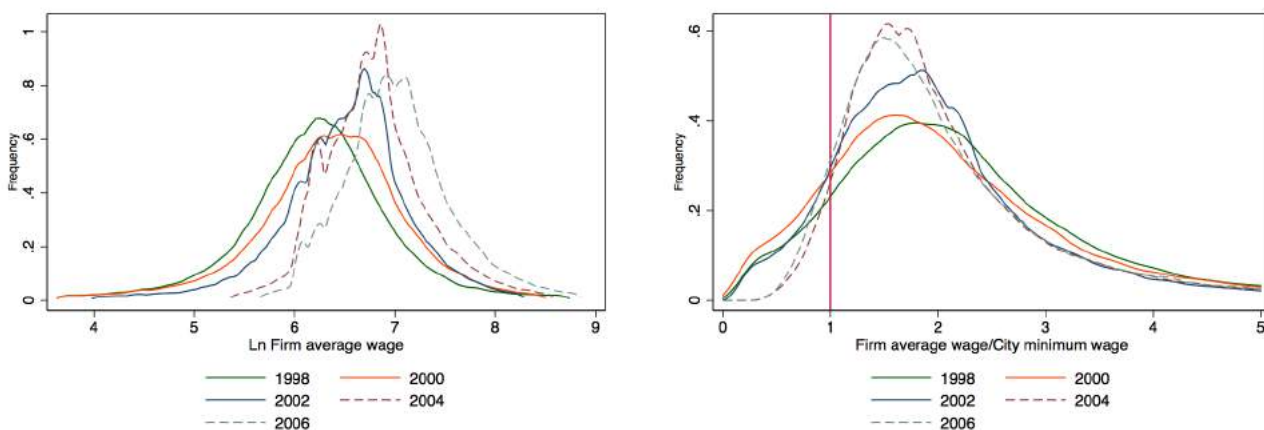 Frequency
0 .2 .4 .6 .8 1
4 5 6 7 8 9
Ln Firm average wage
1998 2000
2002 2004
2006
Frequency
0 .2 .4 .6
0 1 2 3 4 5
Firm average wage/City minimum wage
1998 2000
2002 2004
2006